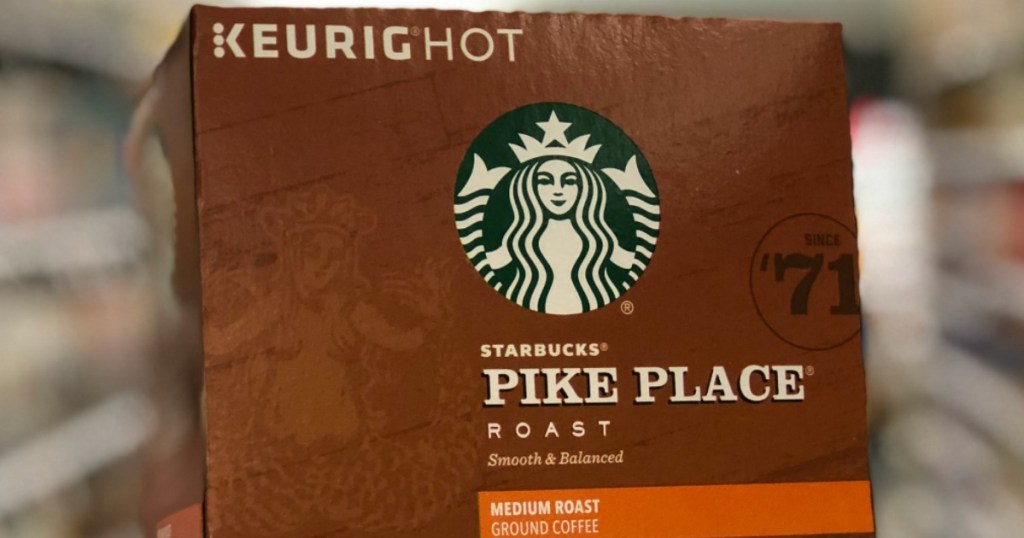 KEURIG® HOT
SINCE
'71
®
STARBUCKS®
PIKE PLACE®
ROAST
Smooth & Balanced
MEDIUM ROAST
GROUND COFFEE